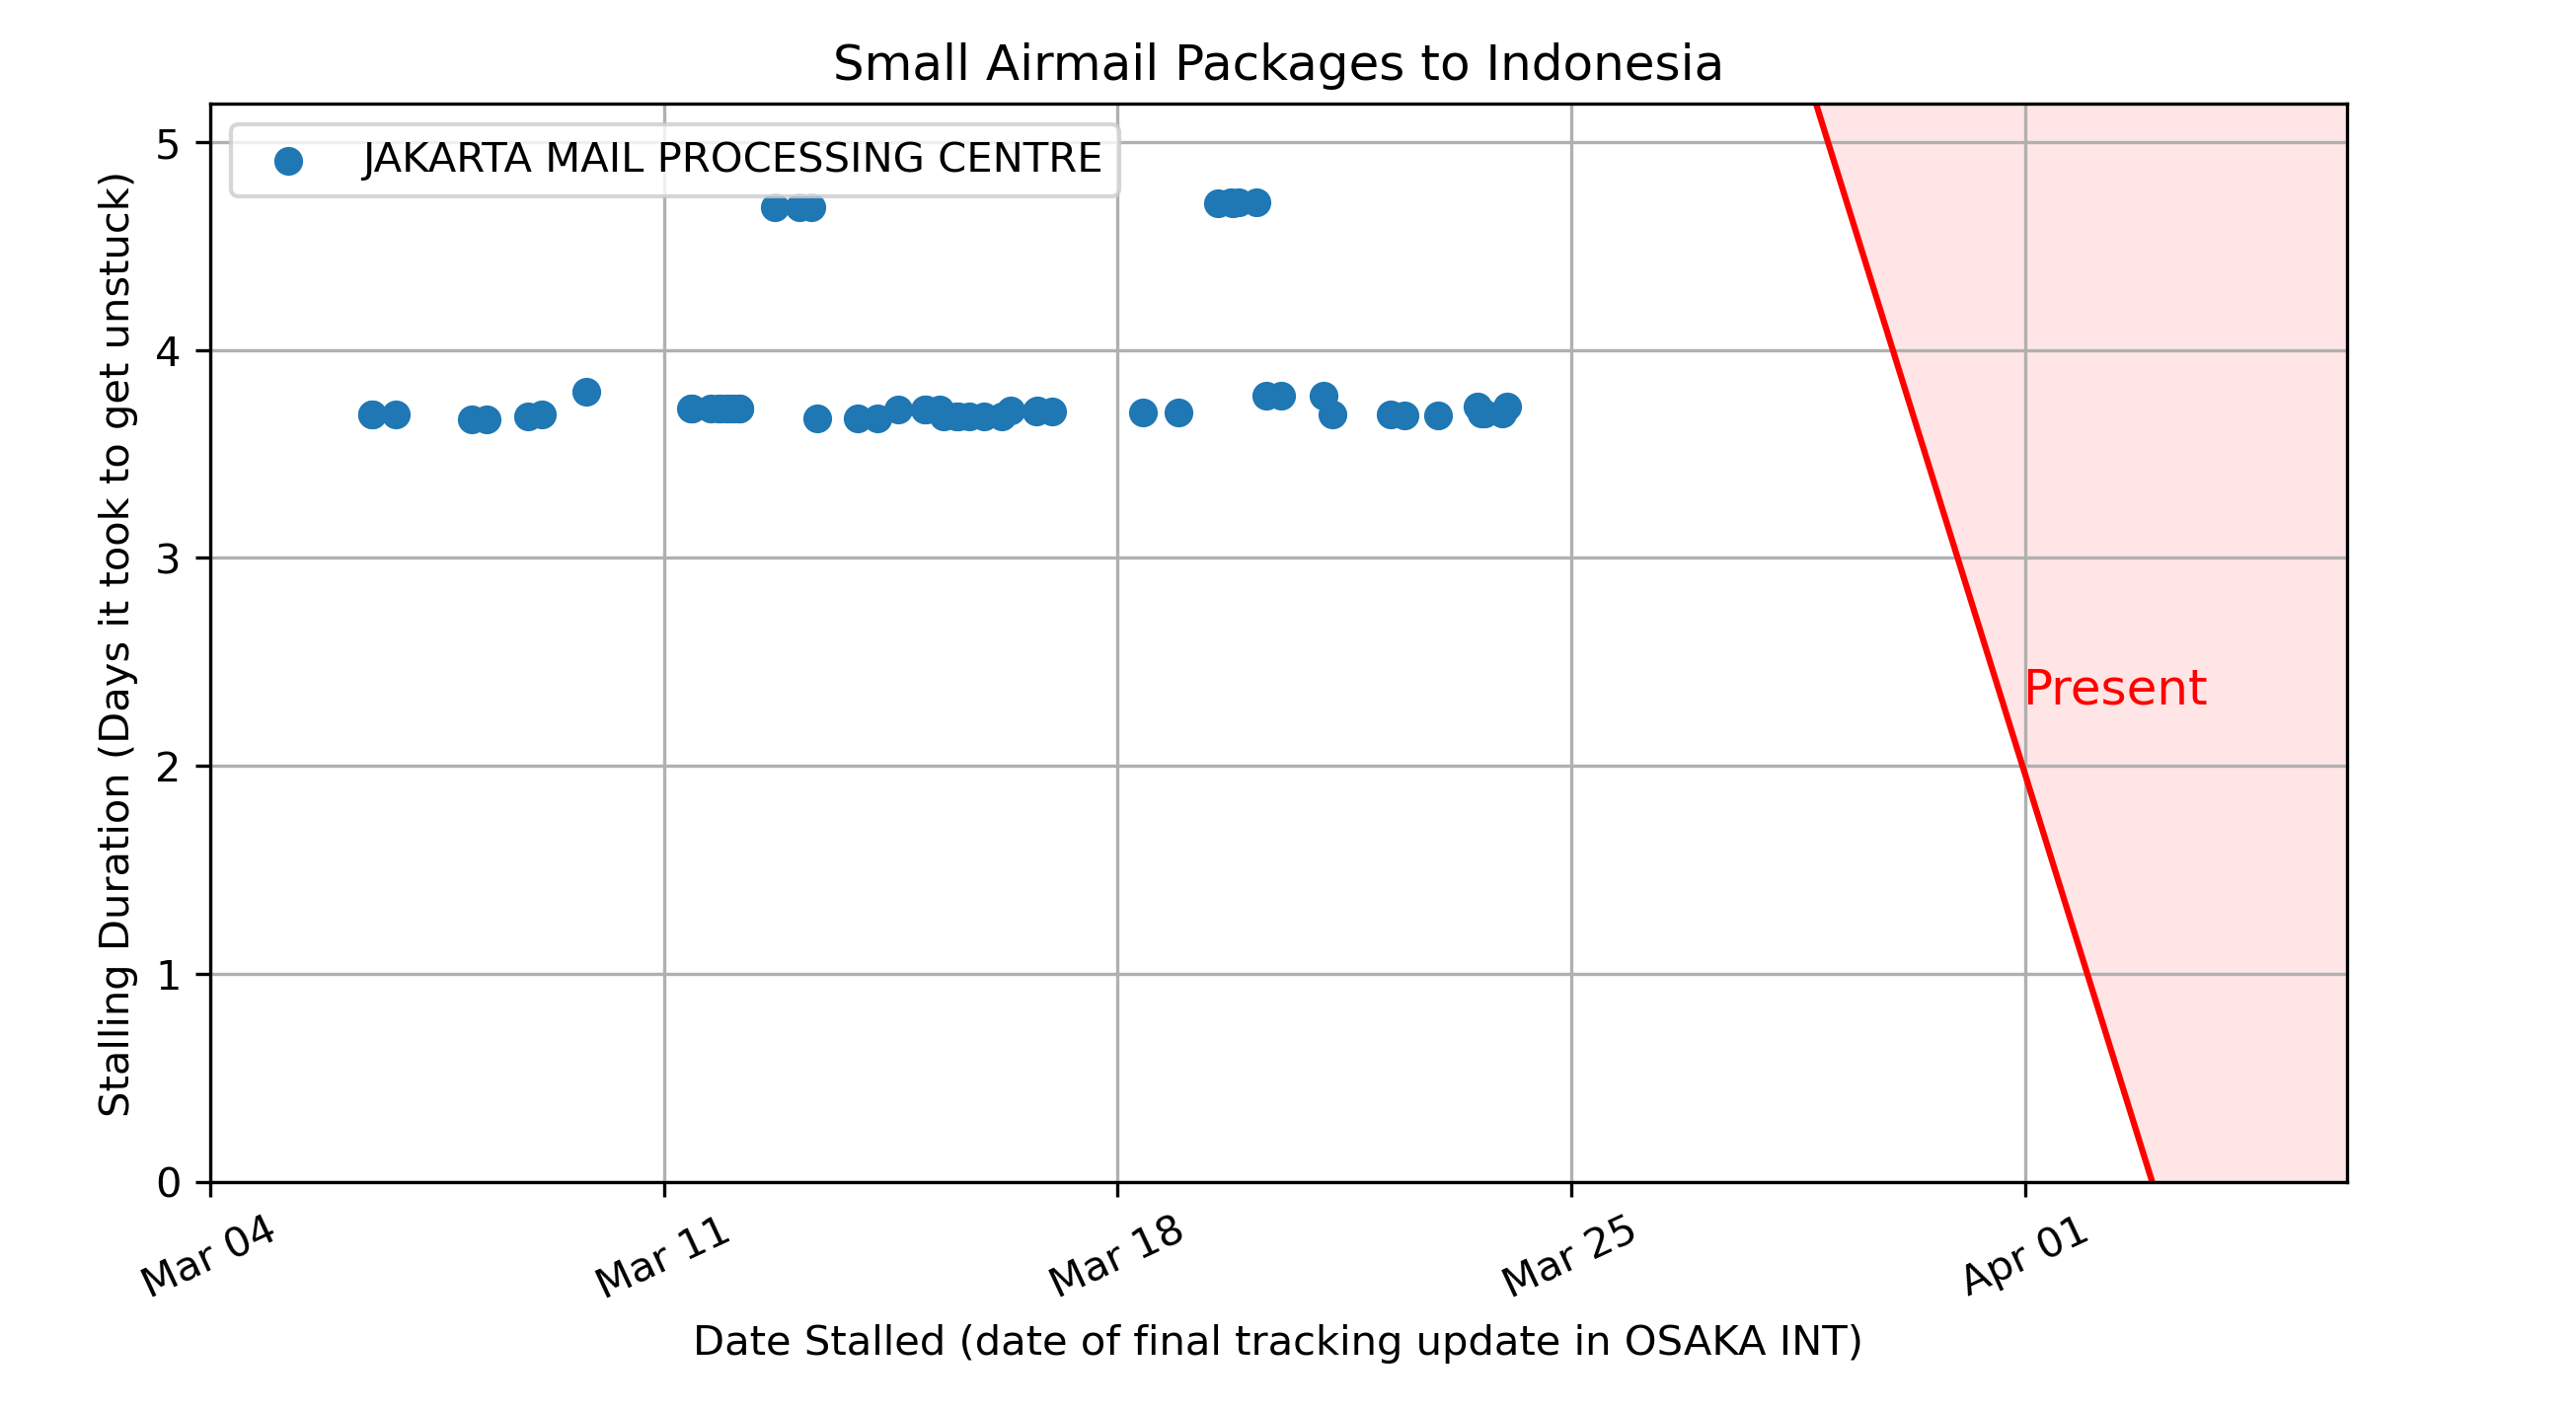 Small Airmail Packages to Indonesia
JAKARTA MAIL PROCESSING CENTRE
Stalling Duration (Days it took to get unstuck)
5
4
3
2
1
0
Present
Mar 04
Mar 11
Mar 18
Mar 25
Apr 01
Date Stalled (date of final tracking update in OSAKA INT)